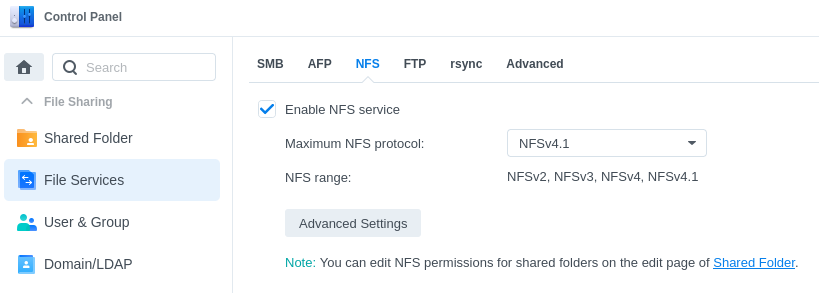 Control Panel
Search
File Sharing
Shared Folder
File Services
User & Group
Domain/LDAP
SMB AFP NFS FTP rsync Advanced
Enable NFS service
Maximum NFS protocol: NFSv4.1
NFS range: NFSv2, NFSv3, NFSv4, NFSv4.1
Advanced Settings
Note: You can edit NFS permissions for shared folders on the edit page of Shared Folder.